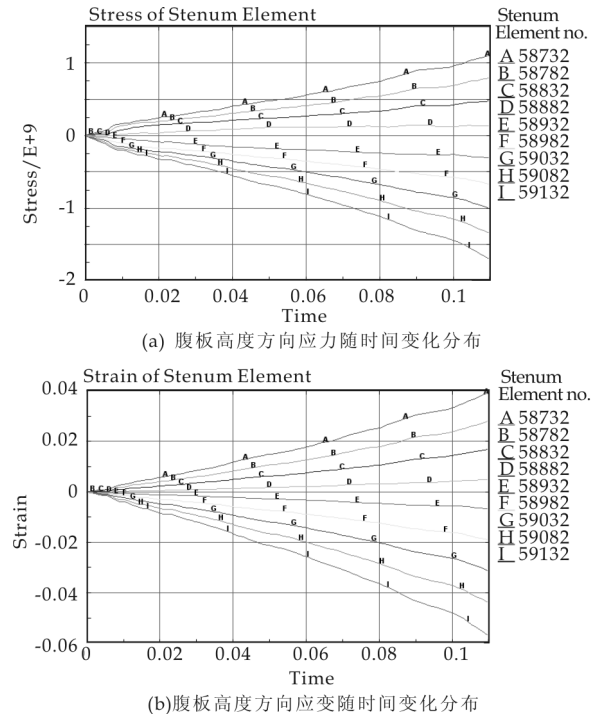 Stress of Stenum Element
Stenum
Element no.
A 58732
B 58782
C 58832
D 58882
E 58932
F 58982
G 59032
H 59082
I 59132
1
0
-1
-2
Stress/E+9
0 0.02 0.04 0.06 0.08 0.1
Time
(a) 腹板高度方向应力随时间变化分布
Strain of Stenum Element
Stenum
Element no.
A 58732
B 58782
C 58832
D 58882
E 58932
F 58982
G 59032
H 59082
I 59132
0.04
0.02
0
-0.02
-0.04
-0.06
Strain
0 0.02 0.04 0.06 0.08 0.1
Time
(b)腹板高度方向应变随时间变化分布